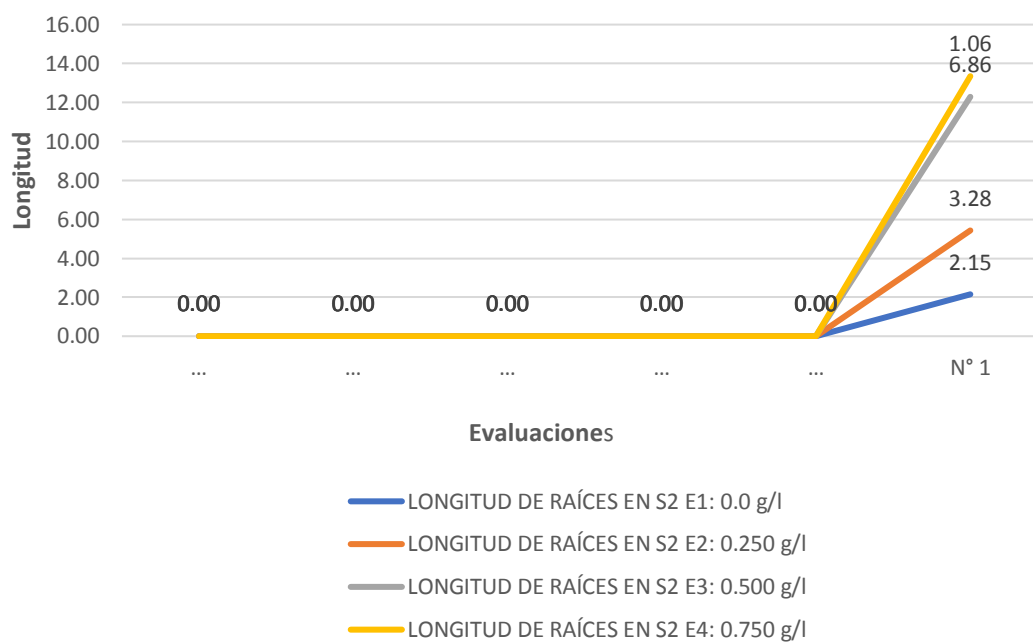 16.00
14.00
12.00
10.00
8.00
6.00
4.00
2.00
0.00
Longitud
1.06
6.86
3.28
2.15
0.00 0.00 0.00 0.00 0.00
... ... ... ... ... N° 1
Evaluaciones
LONGITUD DE RAÍCES EN S2 E1: 0.0 g/l
LONGITUD DE RAÍCES EN S2 E2: 0.250 g/l
LONGITUD DE RAÍCES EN S2 E3: 0.500 g/l
LONGITUD DE RAÍCES EN S2 E4: 0.750 g/l